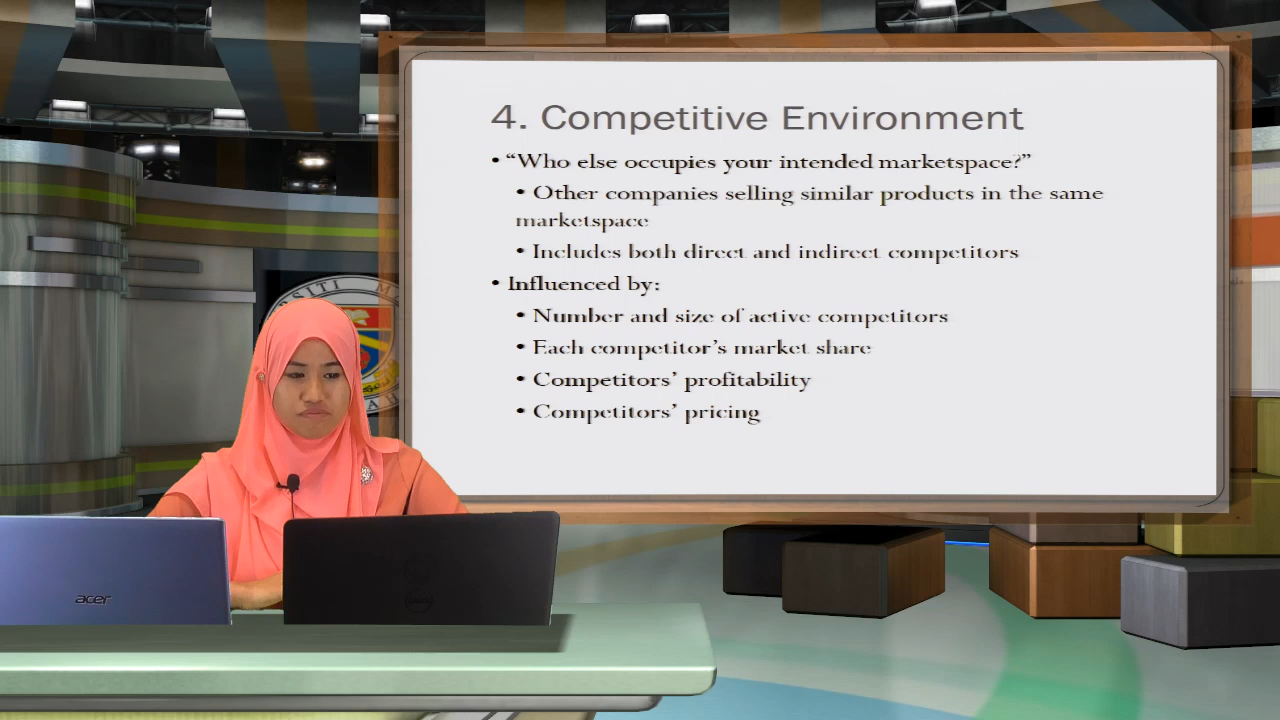 4. Competitive Environment
• “Who else occupies your intended marketspace?”
• Other companies selling similar products in the same
marketspace
• Includes both direct and indirect competitors
• Influenced by:
• Number and size of active competitors
• Each competitor’s market share
• Competitors’ profitability
• Competitors’ pricing
acer